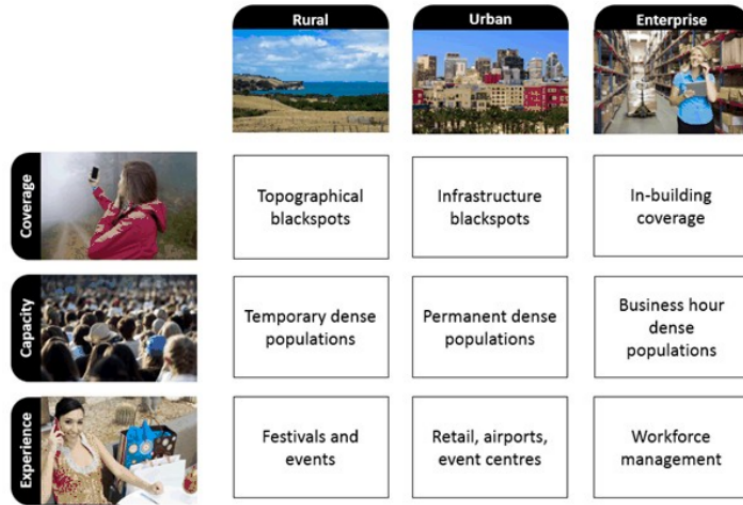 Rural
Urban
Enterprise
Coverage
Topographical
blackspots
Infrastructure
blackspots
In-building
coverage
Capacity
Temporary dense
populations
Permanent dense
populations
Business hour
dense
populations
Experience
Festivals and
events
Retail, airports,
event centres
Workforce
management